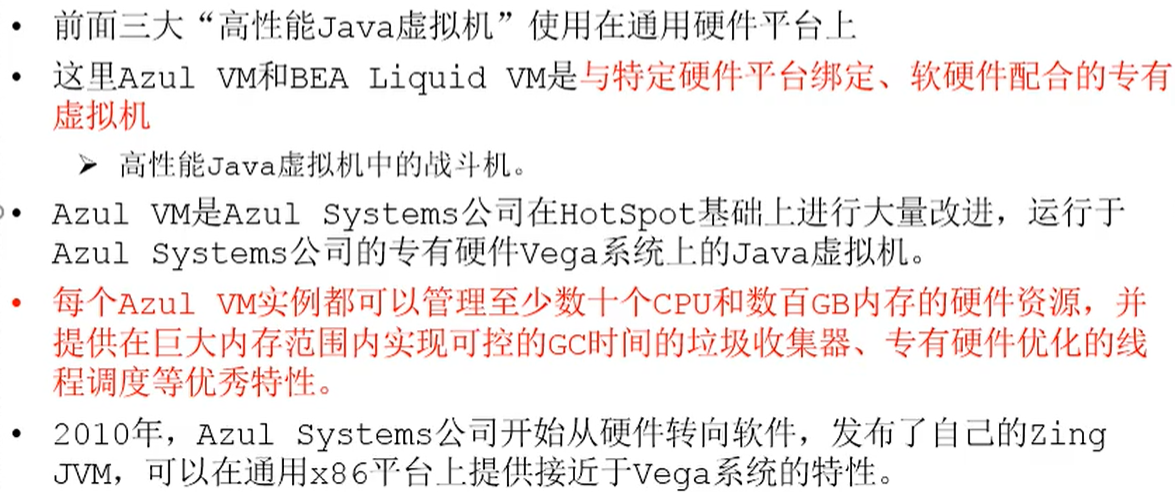 • 前面三大“高性能Java虚拟机”使用在通用硬件平台上
• 这里Azul VM和BEA Liquid VM是与特定硬件平台绑定、软硬件配合的专有
虚拟机
➢ 高性能Java虚拟机中的战斗机。
• Azul VM是Azul Systems公司在HotSpot基础上进行大量改进，运行于
Azul Systems公司的专有硬件Vega系统上的Java虚拟机。
• 每个Azul VM实例都可以管理至少数十个CPU和数百GB内存的硬件资源，并
提供在巨大内存范围内实现可控的GC时间的垃圾收集器、专有硬件优化的线
程调度等优秀特性。
• 2010年，Azul Systems公司开始从硬件转向软件，发布了自己的Zing
JVM，可以在通用x86平台上提供接近于Vega系统的特性。